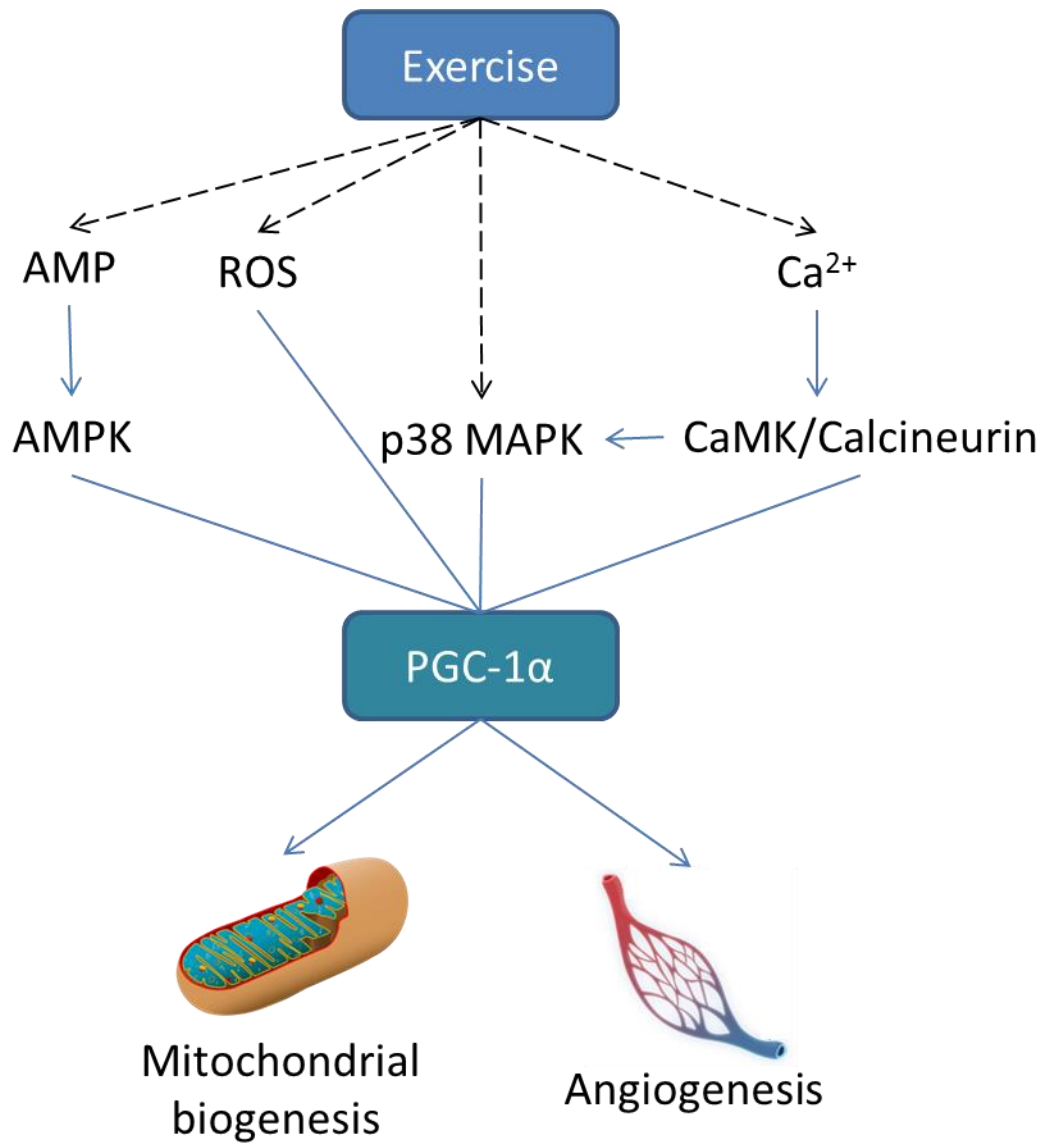 Exercise
AMP
ROS
Ca²⁺
AMPK
p38 MAPK
CaMK/Calcineurin
PGC-1α
Mitochondrial
biogenesis
Angiogenesis